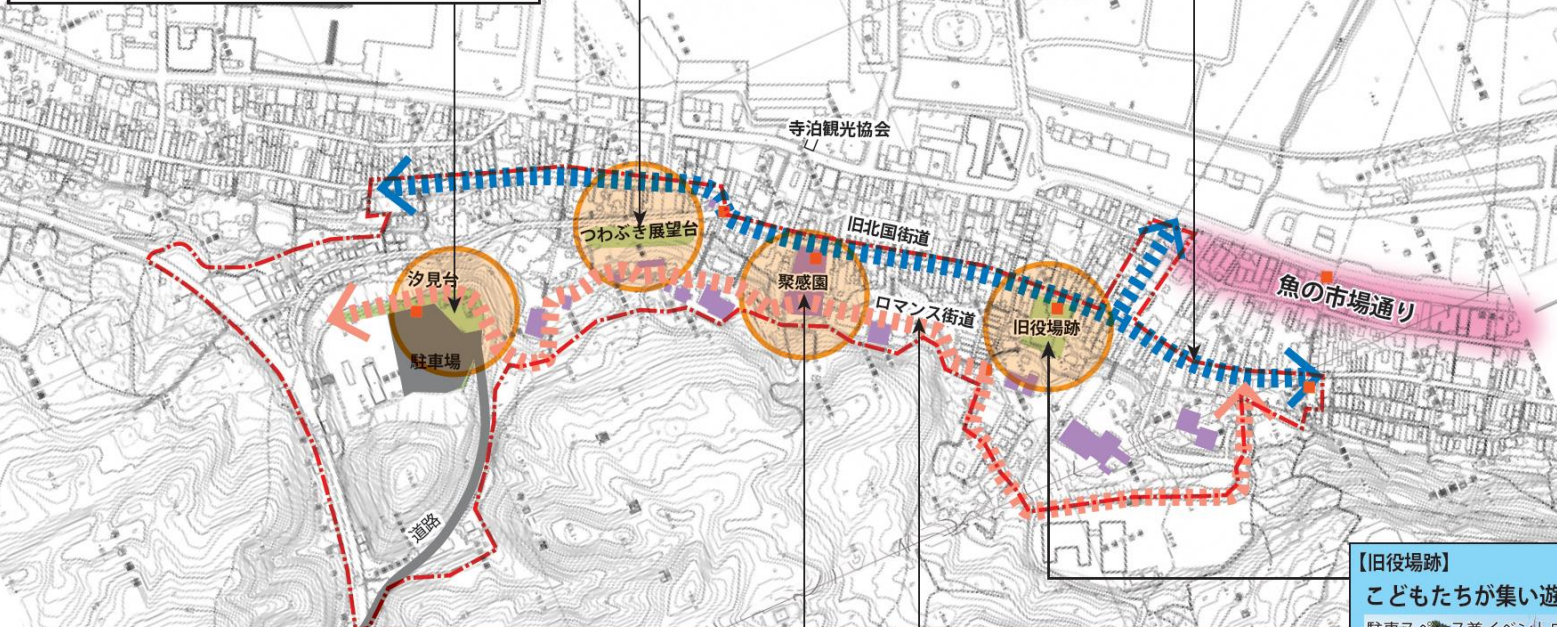 寺泊観光協会
つわぶき展望台
旧北国街道
汐見台
聚感園
ロマンス街道
魚の市場通り
旧役場跡
駐車場
道路
【旧役場跡】
こどもたちが集い遊